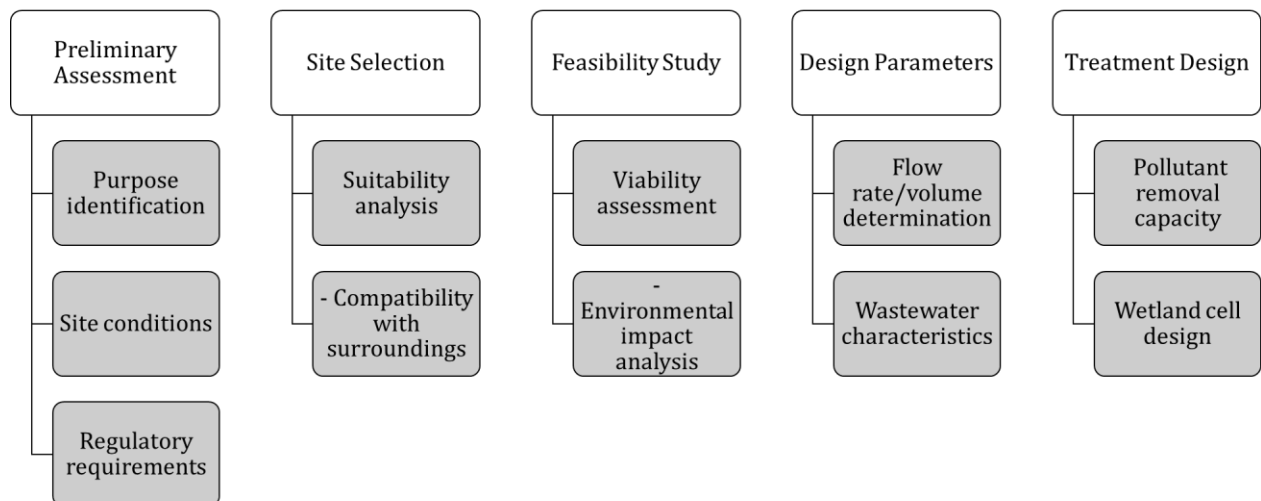 Preliminary
Assessment
Purpose
identification
Site conditions
Regulatory
requirements
Site Selection
Suitability
analysis
- Compatibility
with
surroundings
Feasibility Study
Viability
assessment
-
Environmental
impact
analysis
Design Parameters
Flow
rate/volume
determination
Wastewater
characteristics
Treatment Design
Pollutant
removal
capacity
Wetland cell
design